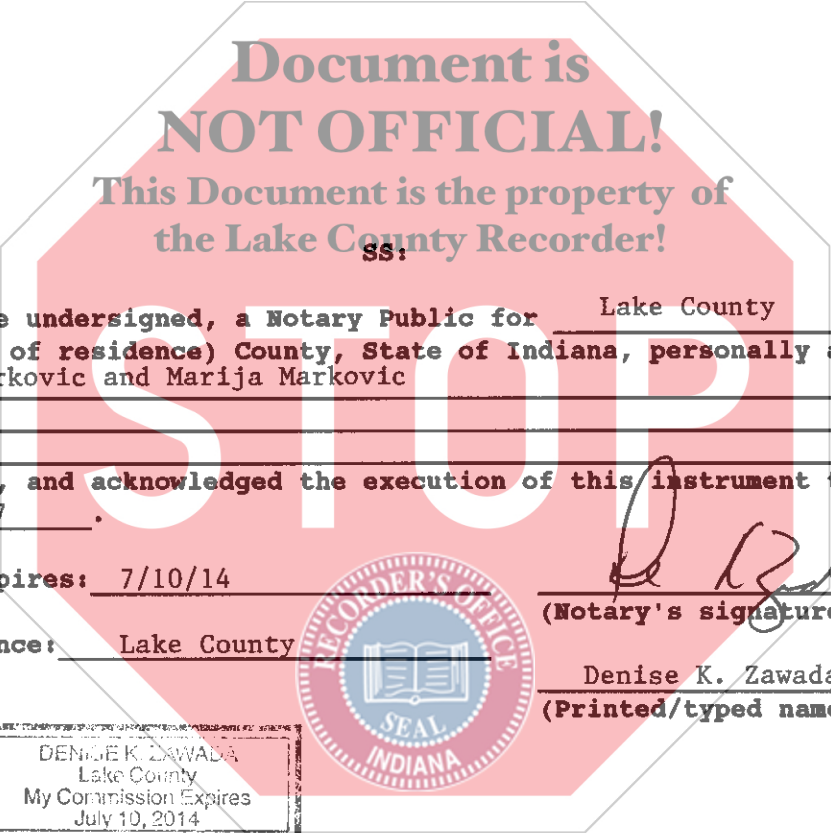 Document is
NOT OFFICIAL!
This Document is the property of
the Lake County Recorder!
SS:
e undersigned, a Notary Public for Lake County
of residence) County, State of Indiana, personally a
rkovic and Marija Markovic
STOP
, and acknowledged the execution of this instrument t
7 .
pires: 7/10/14
(Notary's signature
nce: Lake County
Denise K. Zawada
(Printed/typed name
RECORDER'S OFFICE
SEAL
INDIANA
DENISE K. ZAWADA
Lake County
My Commission Expires
July 10, 2014